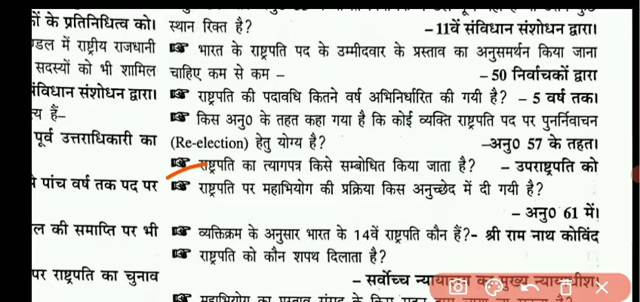 कों के प्रतिनिधित्व को।
डल में राष्ट्रीय राजधानी
सदस्यों को भी शामिल
संविधान संशोधन द्वारा।
त्य हैं–
पूर्व उत्तराधिकारी का
पांच वर्ष तक पद पर
ल की समाप्ति पर भी
पर राष्ट्रपति का चुनाव
स्थान रिक्त है?
–11वें संविधान संशोधन द्वारा।
☞ भारत के राष्ट्रपति पद के उम्मीदवार के प्रस्ताव का अनुसमर्थन किया जाना
चाहिए कम से कम –
–50 निर्वाचकों द्वारा
☞ राष्ट्रपति की पदावधि कितने वर्ष अभिनिर्धारित की गयी है? – 5 वर्ष तक।
☞ किस अनु0 के तहत कहा गया है कि कोई व्यक्ति राष्ट्रपति पद पर पुनर्निवाचन
(Re-election) हेतु योग्य है?
–अनु0 57 के तहत।
☞ राष्ट्रपति का त्यागपत्र किसे सम्बोधित किया जाता है? – उपराष्ट्रपति को
☞ राष्ट्रपति पर महाभियोग की प्रक्रिया किस अनुच्छेद में दी गयी है?
– अनु0 61 में।
☞ व्यक्तिक्रम के अनुसार भारत के 14वें राष्ट्रपति कौन हैं?– श्री राम नाथ कोविंद
☞ राष्ट्रपति को कौन शपथ दिलाता है?
– सर्वोच्च न्यायालय